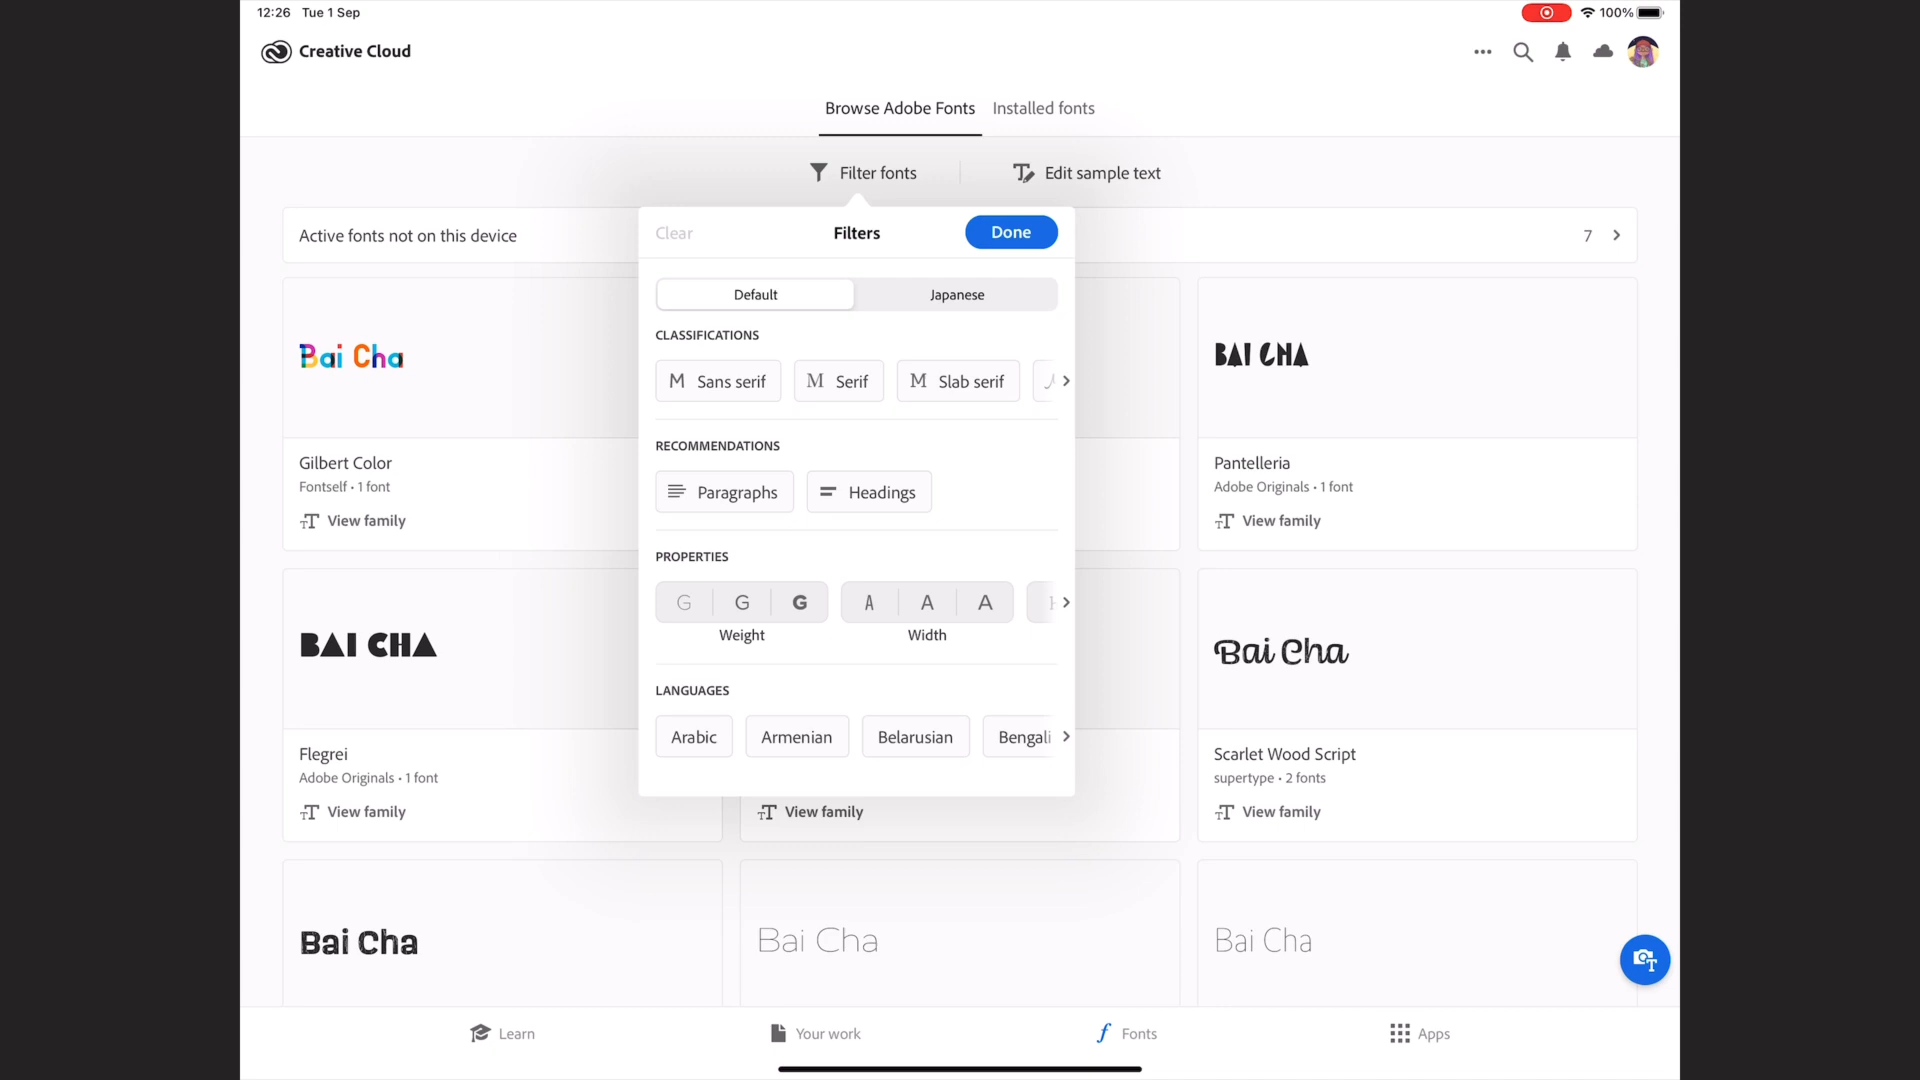 12:26 Tue 1 Sep
100%
Creative Cloud
Browse Adobe Fonts Installed fonts
Filter fonts Edit sample text
Active fonts not on this device 7
Clear Filters Done
Default Japanese
CLASSIFICATIONS
M Sans serif M Serif M Slab serif
RECOMMENDATIONS
Paragraphs Headings
PROPERTIES
G G G A A A
Weight Width
LANGUAGES
Arabic Armenian Belarusian Bengali
Bai Cha
Gilbert Color
Fontself • 1 font
View family
BAI CHA
Pantelleria
Adobe Originals • 1 font
View family
BAI CHA
Flegrei
Adobe Originals • 1 font
View family
View family
Bai Cha
Scarlet Wood Script
supertype • 2 fonts
View family
Bai Cha
Bai Cha
Bai Cha
Learn Your work Fonts Apps